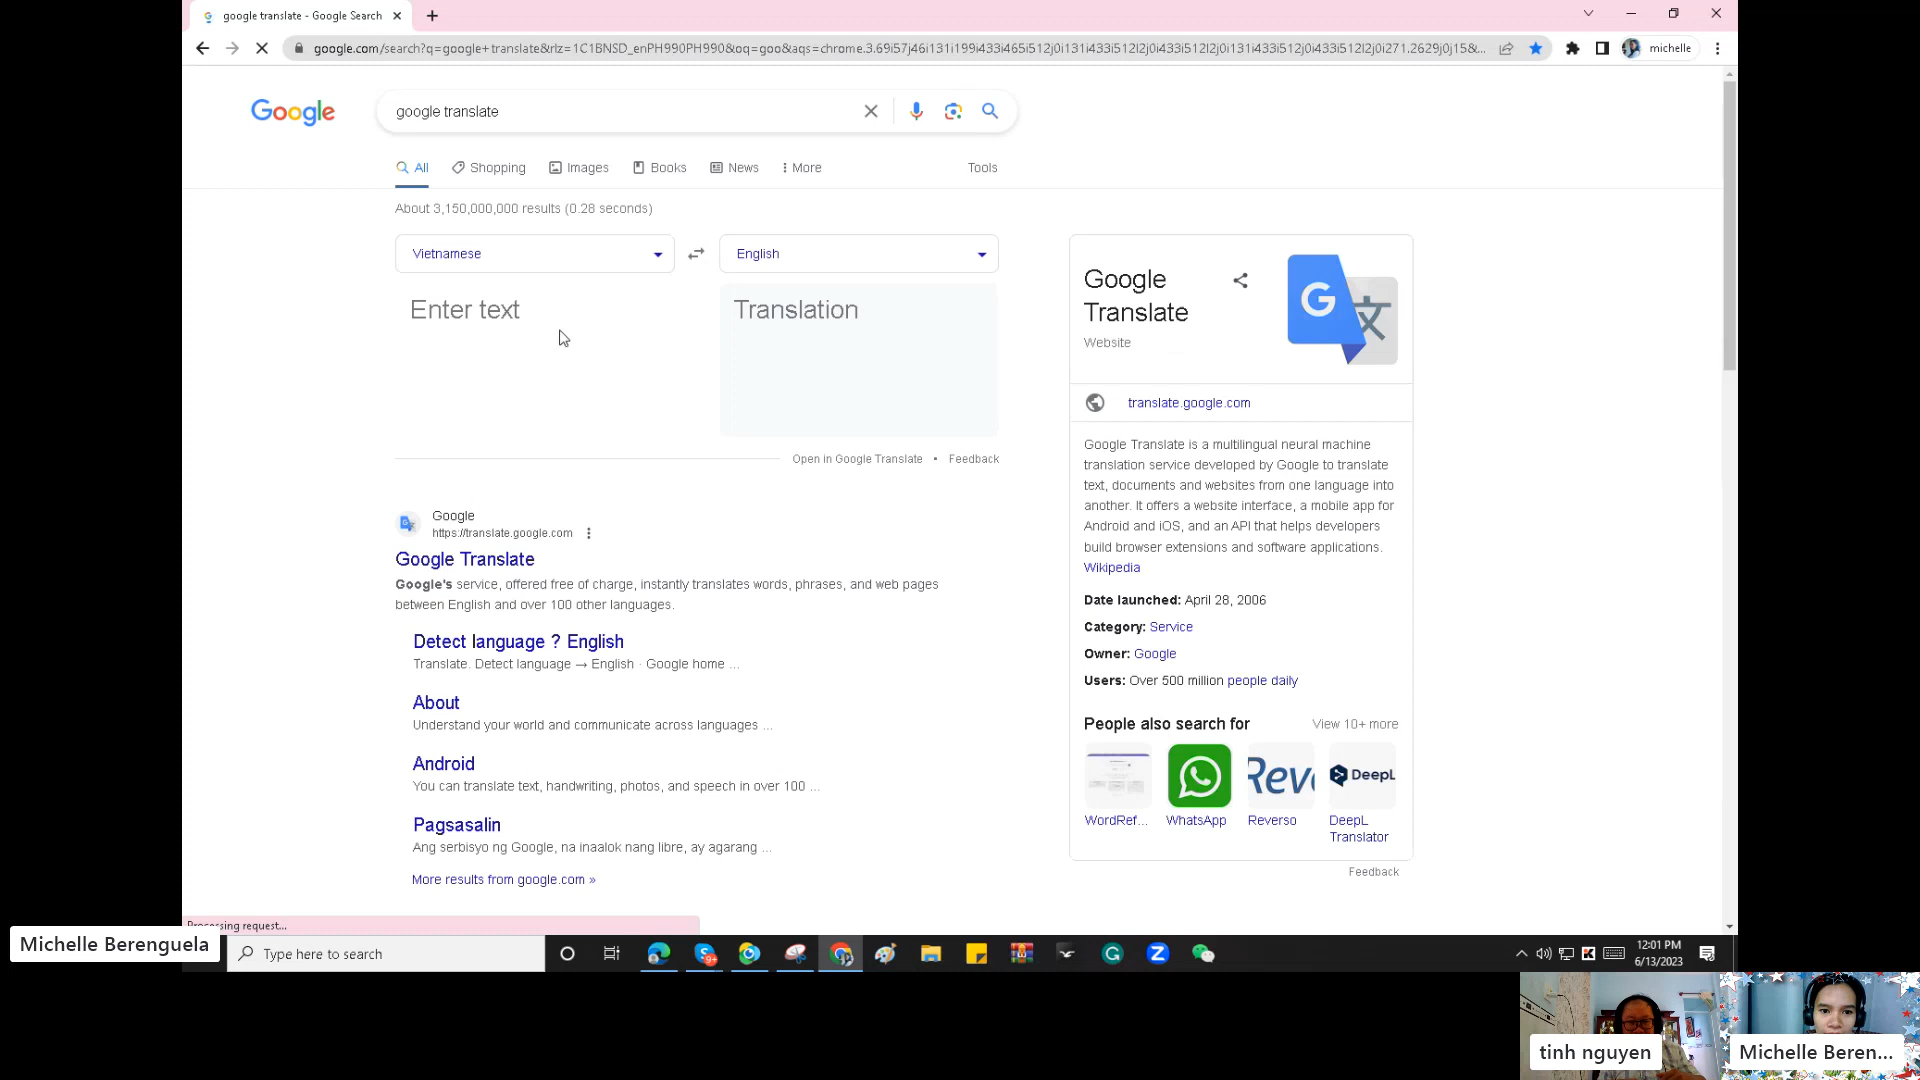 google translate - Google Search
google.com/search?q=google+translate&rlz=1C1BNSD_enPH990PH990&oq=goo&aqs=chrome.3.69i57j46i131i199i433i465i512j0i131i433i512l2j0i433i512l2j0i131i433i512j0i433i512l2j0i271.2629j0j15&...
michelle
Google
google translate
All
Shopping
Images
Books
News
More
Tools
About 3,150,000,000 results (0.28 seconds)
Vietnamese
English
Enter text
Translation
Open in Google Translate • Feedback
Google
https://translate.google.com
Google Translate
Google's service, offered free of charge, instantly translates words, phrases, and web pages
between English and over 100 other languages.
Detect language ? English
Translate. Detect language → English · Google home ...
About
Understand your world and communicate across languages ...
Android
You can translate text, handwriting, photos, and speech in over 100 ...
Pagsasalin
Ang serbisyo ng Google, na inaalok nang libre, ay agarang ...
More results from google.com »
Google
Translate
Website
translate.google.com
Google Translate is a multilingual neural machine
translation service developed by Google to translate
text, documents and websites from one language into
another. It offers a website interface, a mobile app for
Android and iOS, and an API that helps developers
build browser extensions and software applications.
Wikipedia
Date launched: April 28, 2006
Category: Service
Owner: Google
Users: Over 500 million people daily
People also search for
View 10+ more
DeepL
WordRef...
WhatsApp
Reverso
DeepL
Translator
Feedback
Processing request...
Michelle Berenguela
Type here to search
12:01 PM
6/13/2023
tinh nguyen
Michelle Beren...